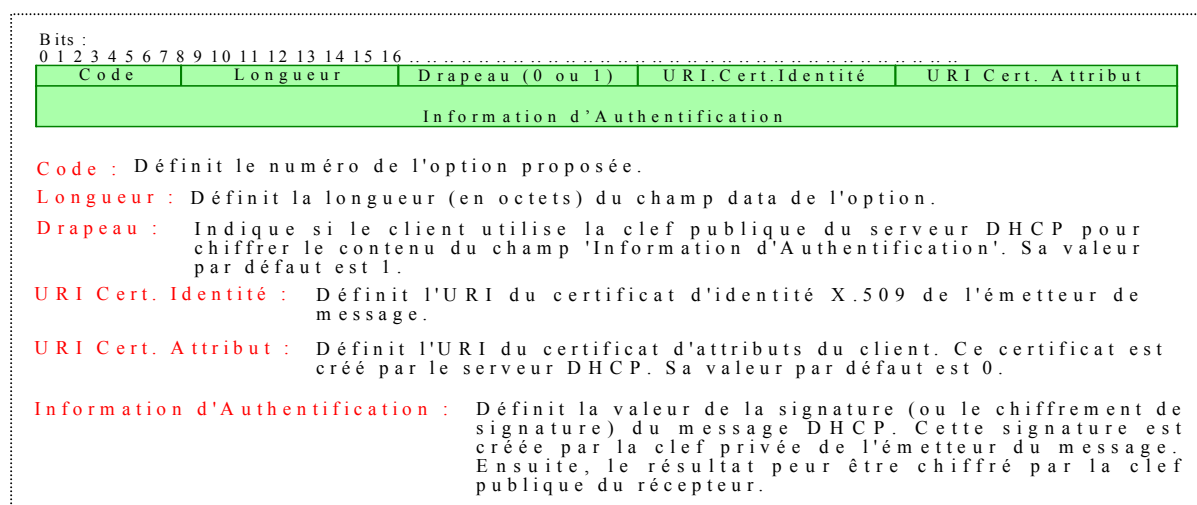 Bits :
0 1 2 3 4 5 6 7 8 9 10 11 12 13 14 15 16 .. .. .. .. .. .. .. .. .. .. .. .. .. .. .. .. .. .. .. .. .. .. .. .. .. .. .. .. .. .. .. ..
Code Longueur Drapeau (0 ou 1) URI.Cert.Identité URI Cert. Attribut
Information d'Authentification
Code : Définit le numéro de l'option proposée.
Longueur : Définit la longueur (en octets) du champ data de l'option.
Drapeau : Indique si le client utilise la clef publique du serveur DHCP pour
chiffrer le contenu du champ 'Information d'Authentification'. Sa valeur
par défaut est 1.
URI Cert. Identité : Définit l'URI du certificat d'identité X.509 de l'émetteur de
message.
URI Cert. Attribut : Définit l'URI du certificat d'attributs du client. Ce certificat est
créé par le serveur DHCP. Sa valeur par défaut est 0.
Information d'Authentification : Définit la valeur de la signature (ou le chiffrement de
signature) du message DHCP. Cette signature est
créée par la clef privée de l'émetteur du message.
Ensuite, le résultat peur être chiffré par la clef
publique du récepteur.